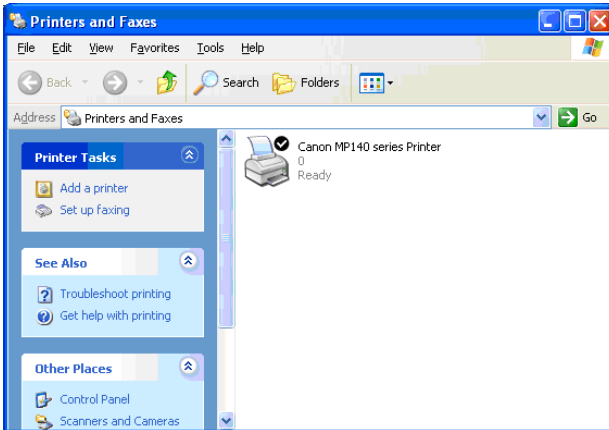 Printers and Faxes
File Edit View Favorites Tools Help
Back Search Folders
Address Printers and Faxes Go
Printer Tasks
Add a printer
Set up faxing
See Also
Troubleshoot printing
Get help with printing
Other Places
Control Panel
Scanners and Cameras
Canon MP140 series Printer
0
Ready